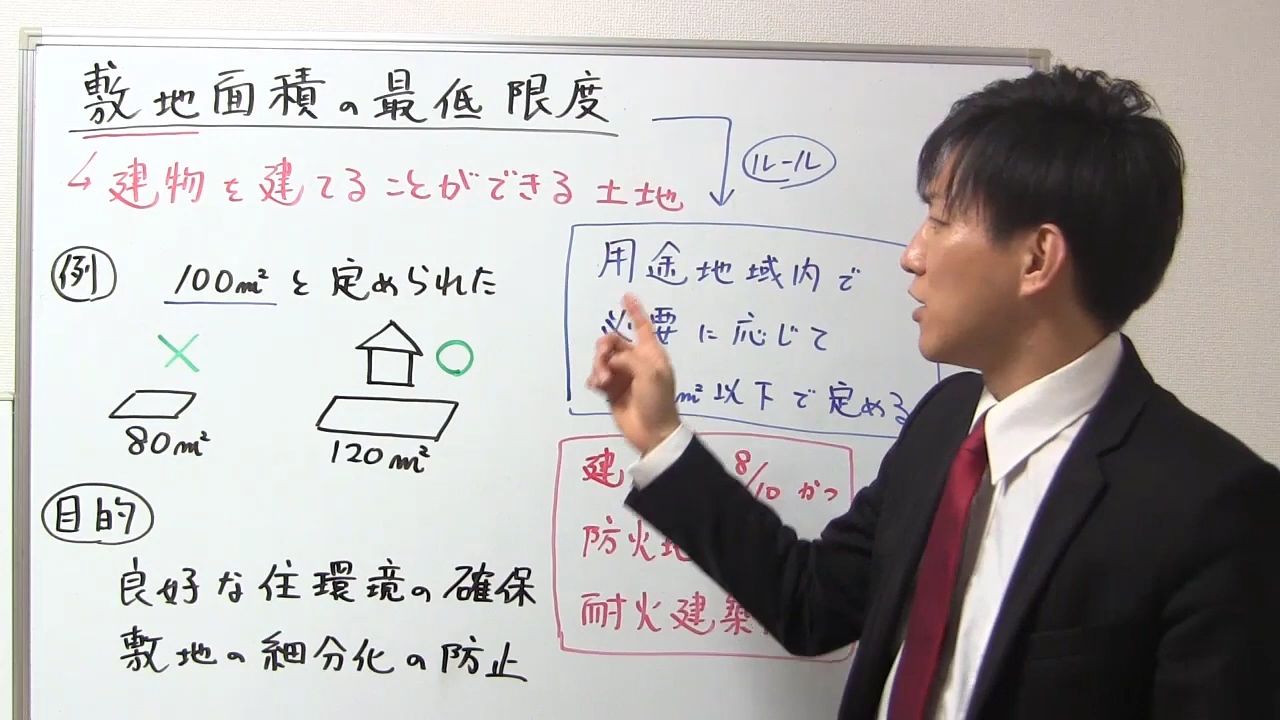 敷地面積の最低限度
ルール
↳ 建物を建てることができる土地
例 100m²と定められた
×
○
80m²
120m²
目的
良好な住環境の確保
敷地の細分化の防止
用途地域内で
必要に応じて
m²以下で定める
建
8/10 かつ
防火地
耐火建築